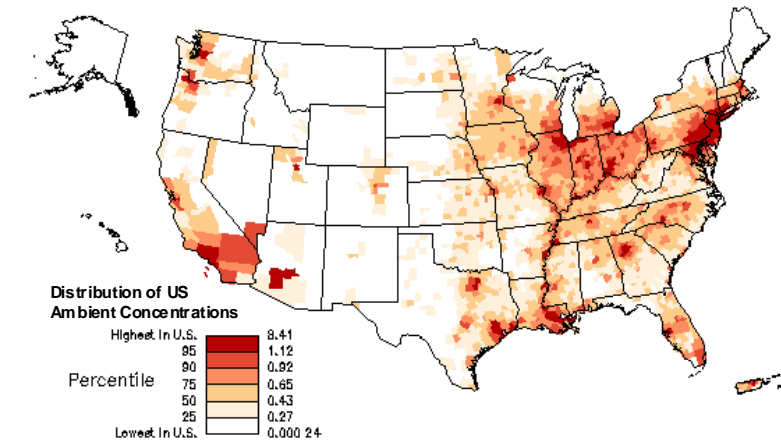 Distribution of US
Ambient Concentrations
Highest In U.S. 8.41
95 1.12
90 0.92
Percentile
75 0.65
50 0.43
25 0.27
Lowest In U.S. 0.000 24